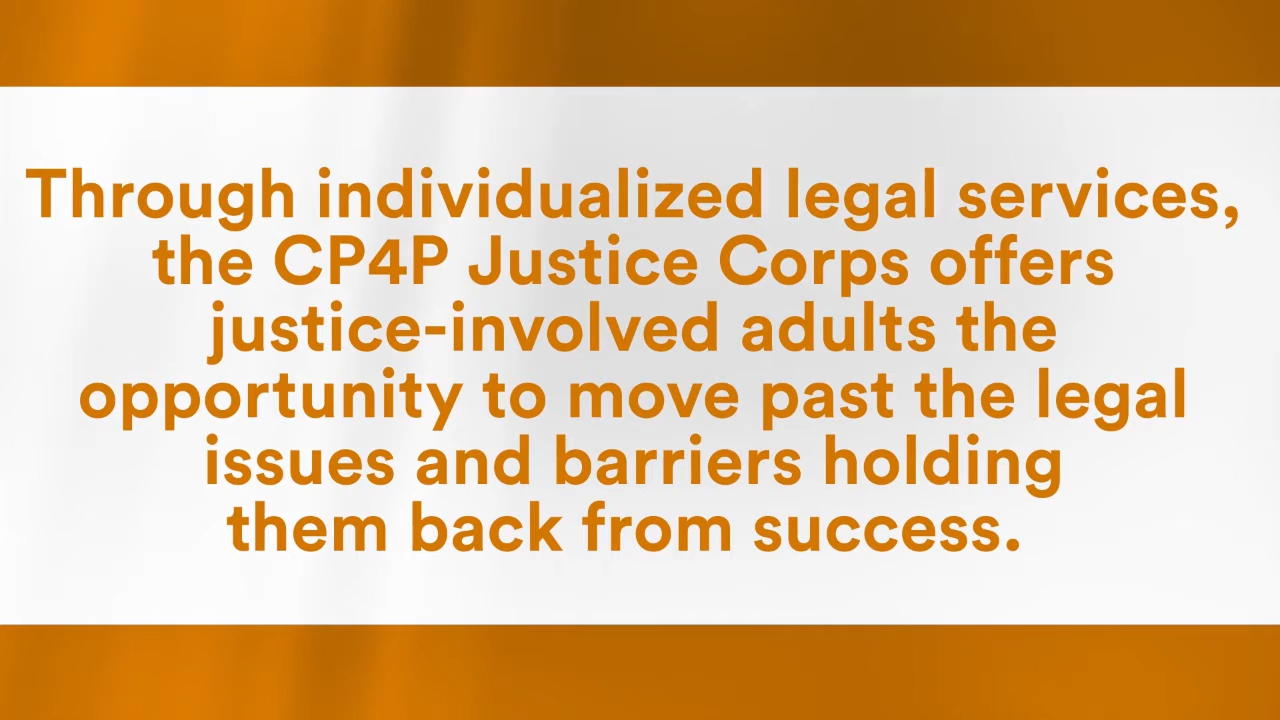 Through individualized legal services,
the CP4P Justice Corps offers
justice-involved adults the
opportunity to move past the legal
issues and barriers holding
them back from success.